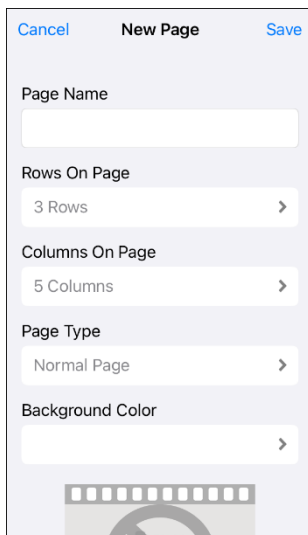 Cancel New Page Save
Page Name
Rows On Page
3 Rows
Columns On Page
5 Columns
Page Type
Normal Page
Background Color